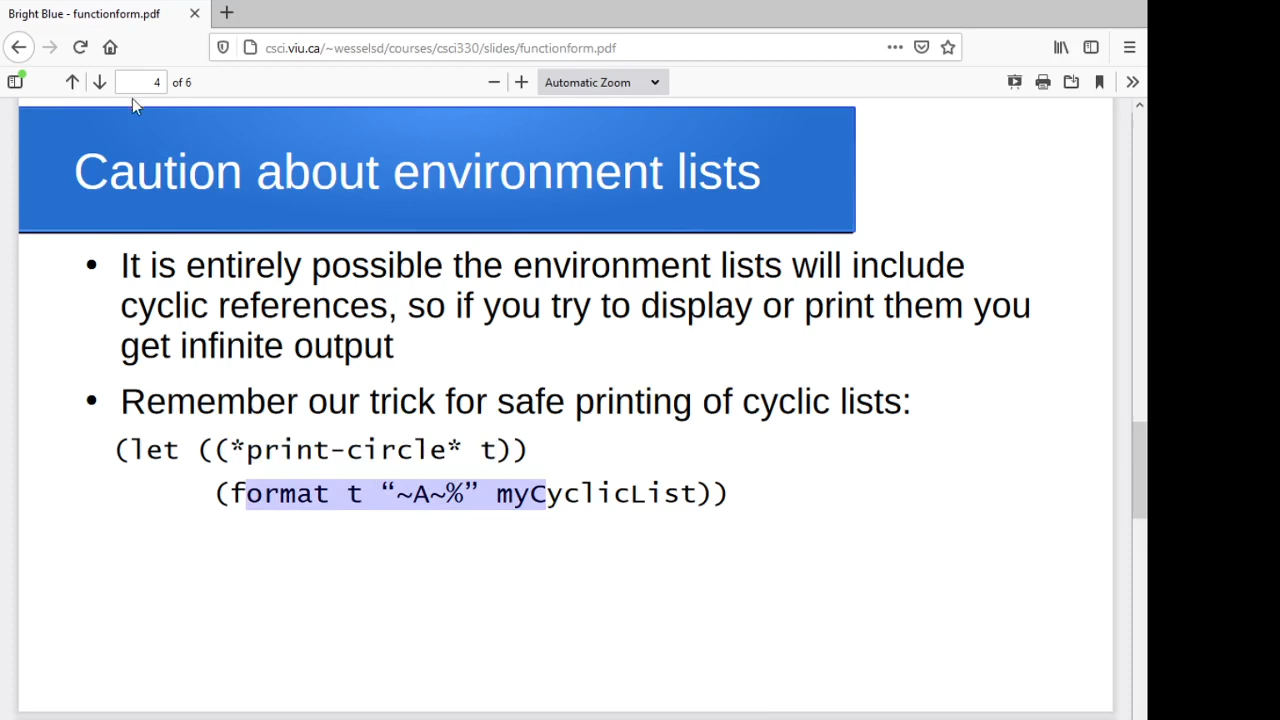 Bright Blue - functionform.pdf
csci.viu.ca/~wesselsd/courses/csci330/slides/functionform.pdf
4 of 6
Automatic Zoom
Caution about environment lists
• It is entirely possible the environment lists will include
cyclic references, so if you try to display or print them you
get infinite output
• Remember our trick for safe printing of cyclic lists:
(let ((*print-circle* t))
(format t “~A~%” myCyclicList))